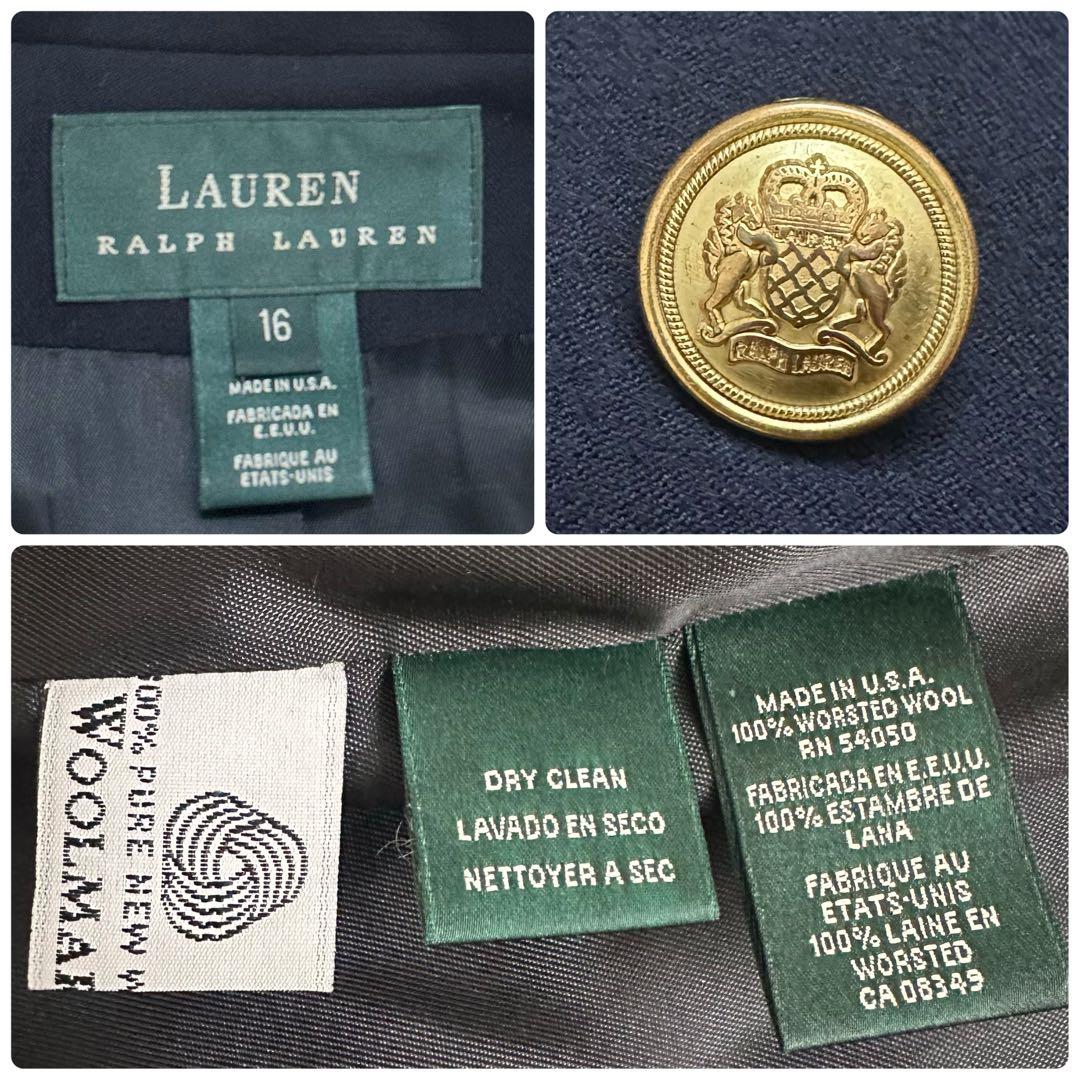 LAUREN
RALPH LAUREN
16
MADE IN U.S.A.
FABRICADA EN
E.E.U.U.
FABRIQUE AU
ETATS-UNIS
LAUREN
RALPH LAUREN
PURE NEW
DRY CLEAN
LAVADO EN SECO
NETTOYER A SEC
MADE IN U.S.A.
100% WORSTED WOOL
RN 54050
FABRICADA EN E.E.U.U.
100% ESTAMBRE DE
LANA
FABRIQUE AU
ETATS-UNIS
100% LAINE EN
WORSTED
CA 08349